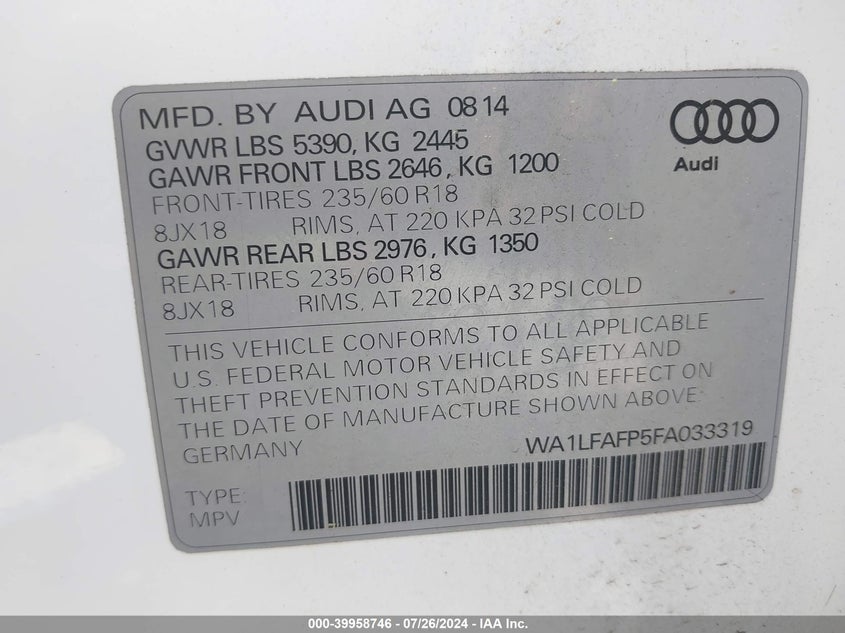 MFD. BY AUDI AG 08 14
GVWR LBS 5390, KG 2445
GAWR FRONT LBS 2646, KG 1200
FRONT-TIRES 235/60 R18
8JX18 RIMS, AT 220 KPA 32 PSI COLD
GAWR REAR LBS 2976, KG 1350
REAR-TIRES 235/60 R18
8JX18 RIMS, AT 220 KPA 32 PSI COLD
Audi
THIS VEHICLE CONFORMS TO ALL APPLICABLE
U.S. FEDERAL MOTOR VEHICLE SAFETY AND
THEFT PREVENTION STANDARDS IN EFFECT ON
THE DATE OF MANUFACTURE SHOWN ABOVE:
GERMANY WA1LFAFP5FA033319
TYPE:
MPV
000-39958746 - 07/26/2024 - IAA Inc.